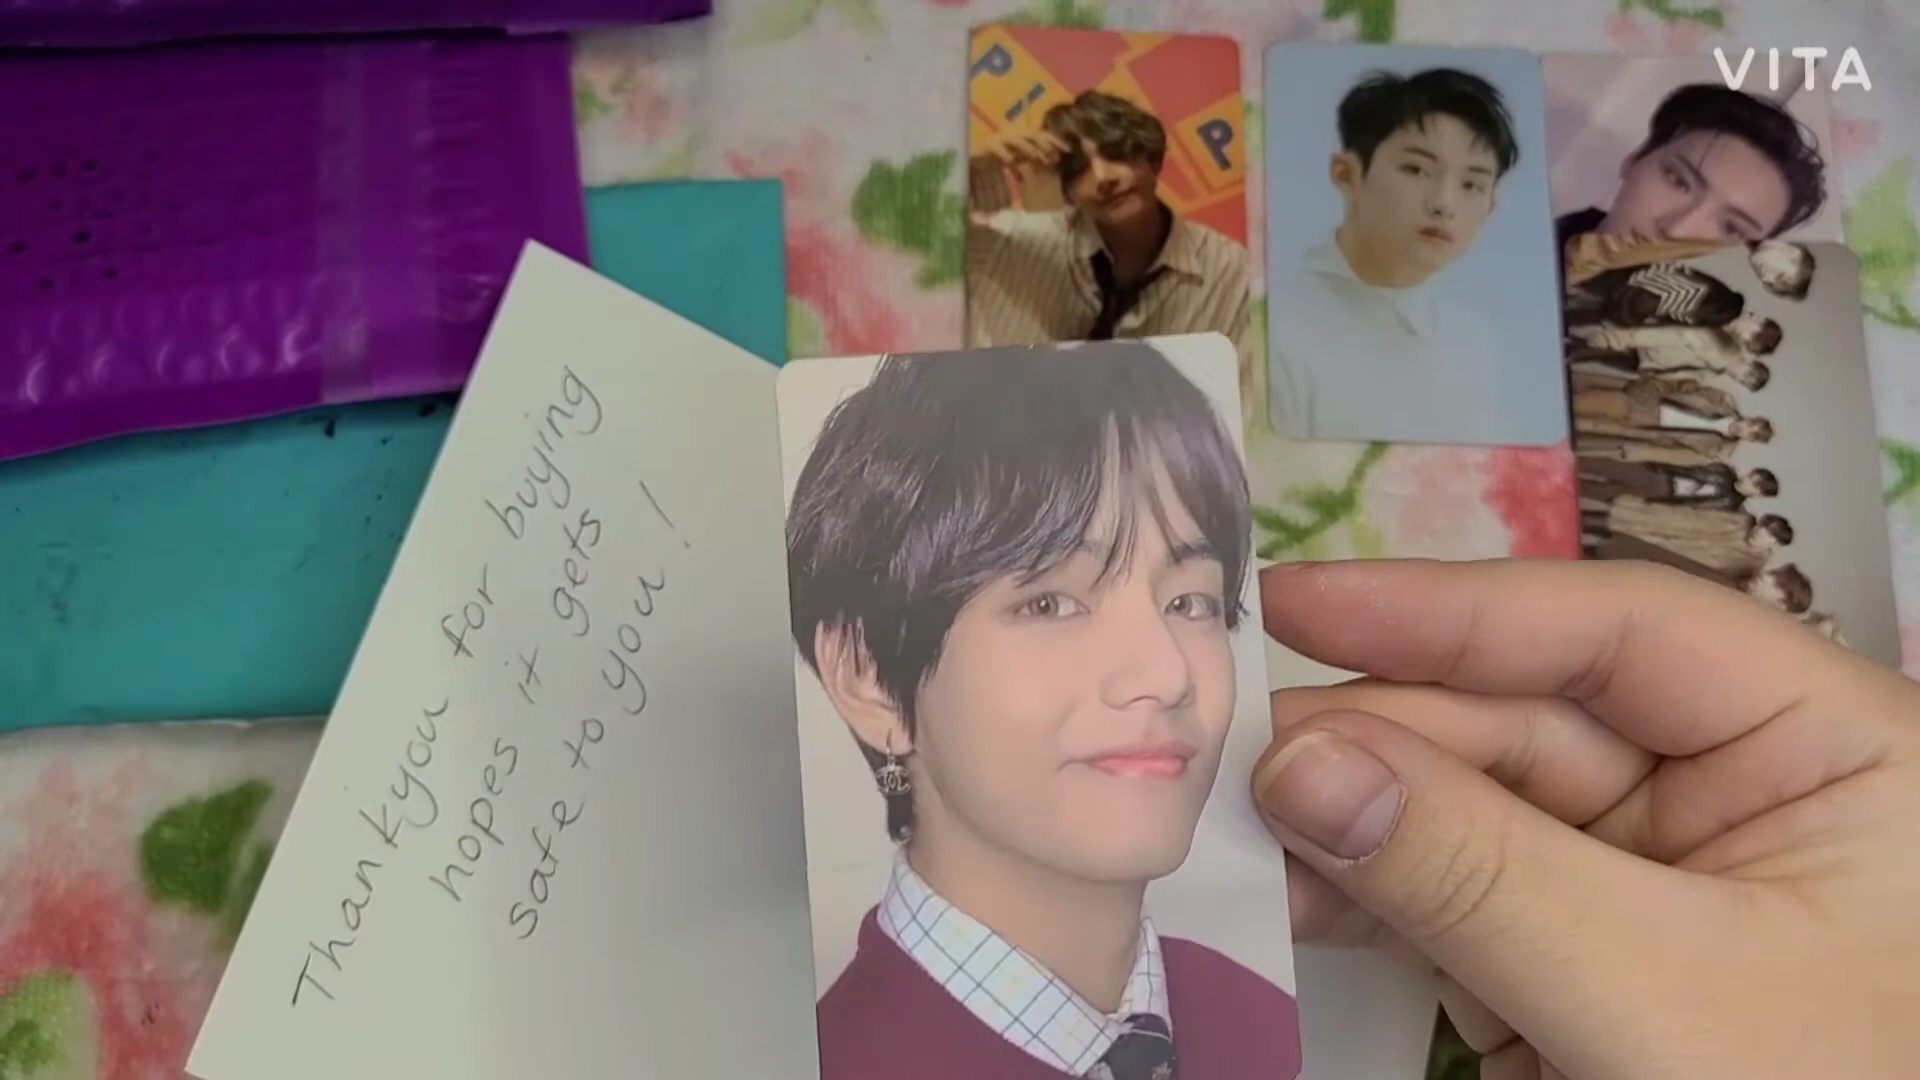 VITA
P
P
Thankyou for buying
hopes it gets
safe to you!